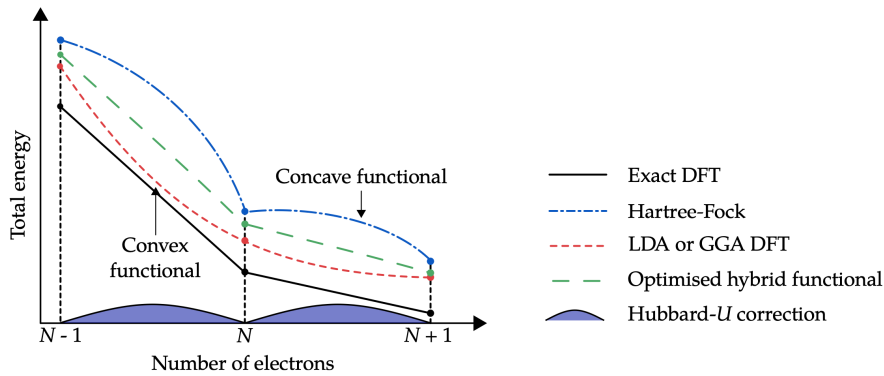 Total energy
Concave functional
Convex
functional
N - 1
N
N + 1
Number of electrons
Exact DFT
Hartree-Fock
LDA or GGA DFT
Optimised hybrid functional
Hubbard-U correction